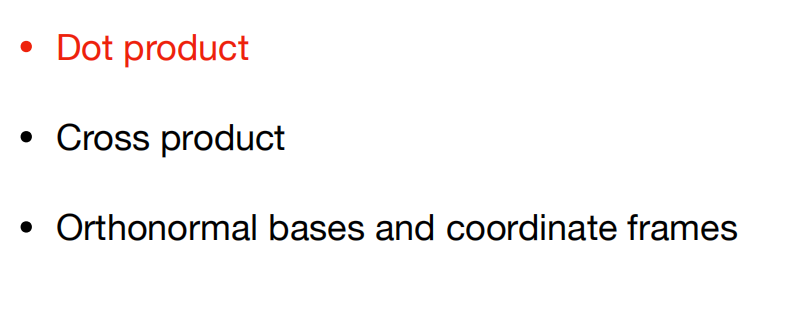 • Dot product
• Cross product
• Orthonormal bases and coordinate frames